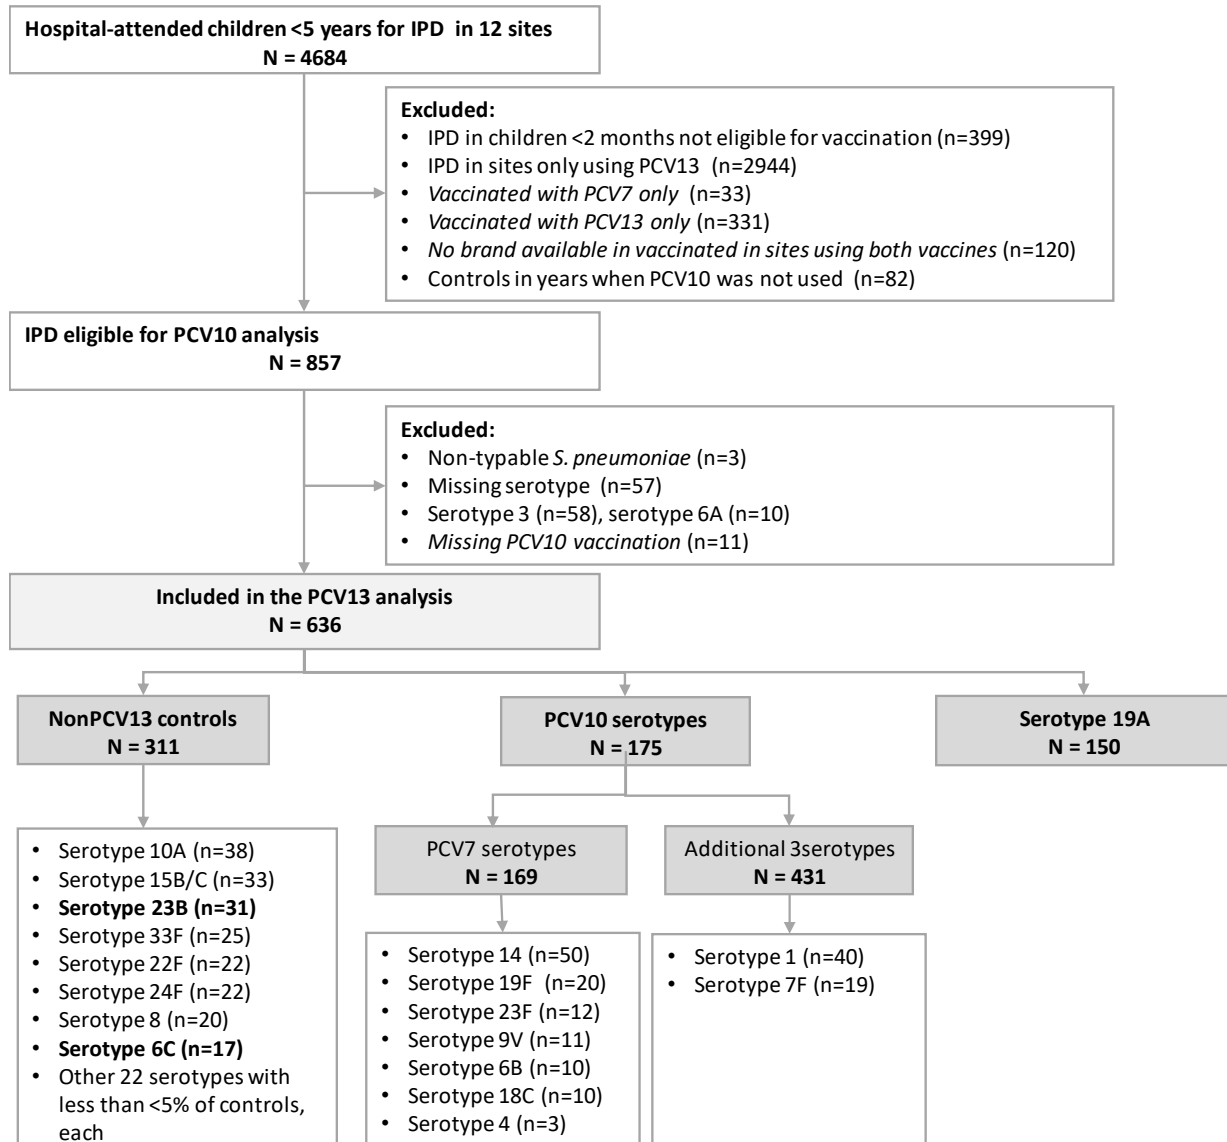 Hospital-attended children <5 years for IPD in 12 sites
N = 4684
Excluded:
• IPD in children <2 months not eligible for vaccination (n=399)
• IPD in sites only using PCV13 (n=2944)
• Vaccinated with PCV7 only (n=33)
• Vaccinated with PCV13 only (n=331)
• No brand available in vaccinated in sites using both vaccines (n=120)
• Controls in years when PCV10 was not used (n=82)
IPD eligible for PCV10 analysis
N = 857
Excluded:
• Non-typable S. pneumoniae (n=3)
• Missing serotype (n=57)
• Serotype 3 (n=58), serotype 6A (n=10)
• Missing PCV10 vaccination (n=11)
Included in the PCV13 analysis
N = 636
NonPCV13 controls
N = 311
PCV10 serotypes
N = 175
Serotype 19A
N = 150
• Serotype 10A (n=38)
• Serotype 15B/C (n=33)
• Serotype 23B (n=31)
• Serotype 33F (n=25)
• Serotype 22F (n=22)
• Serotype 24F (n=22)
• Serotype 8 (n=20)
• Serotype 6C (n=17)
• Other 22 serotypes with
less than <5% of controls,
each
PCV7 serotypes
N = 169
Additional 3serotypes
N = 431
• Serotype 14 (n=50)
• Serotype 19F (n=20)
• Serotype 23F (n=12)
• Serotype 9V (n=11)
• Serotype 6B (n=10)
• Serotype 18C (n=10)
• Serotype 4 (n=3)
• Serotype 1 (n=40)
• Serotype 7F (n=19)